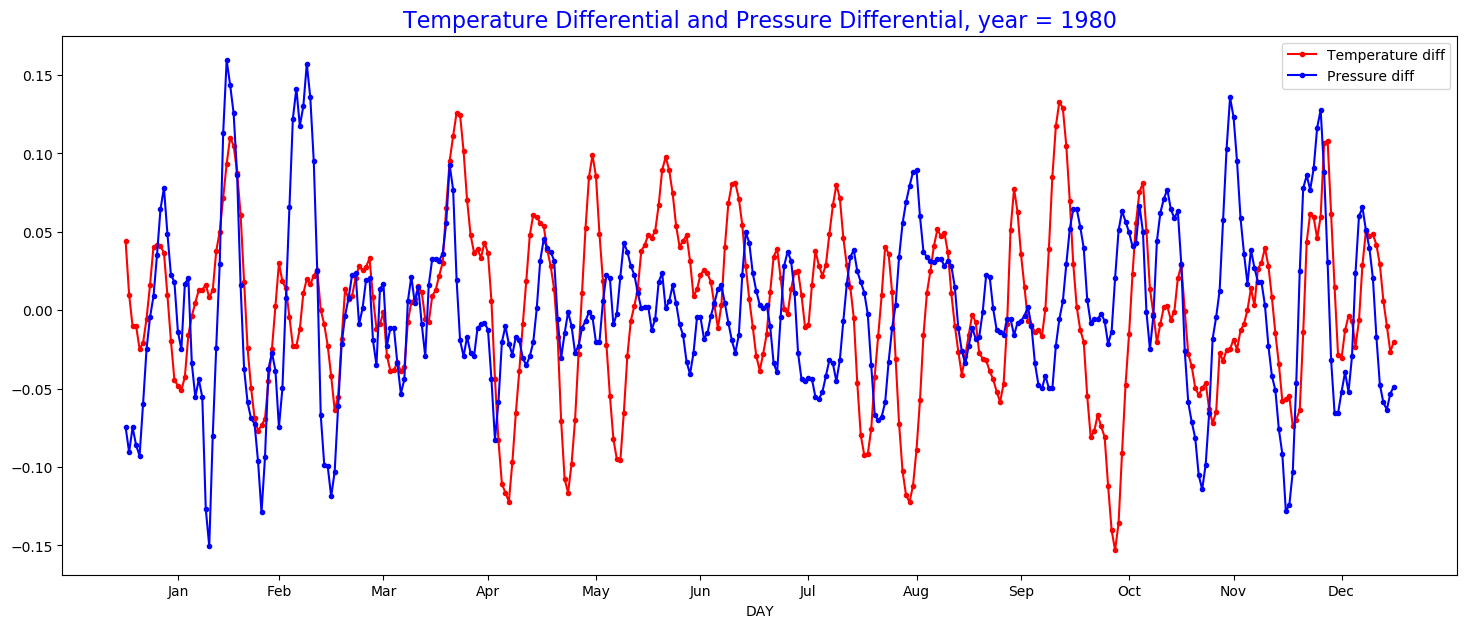 Temperature Differential and Pressure Differential, year = 1980
Temperature diff
Pressure diff
0.15
0.10
0.05
0.00
−0.05
−0.10
−0.15
Jan Feb Mar Apr May Jun Jul Aug Sep Oct Nov Dec
DAY